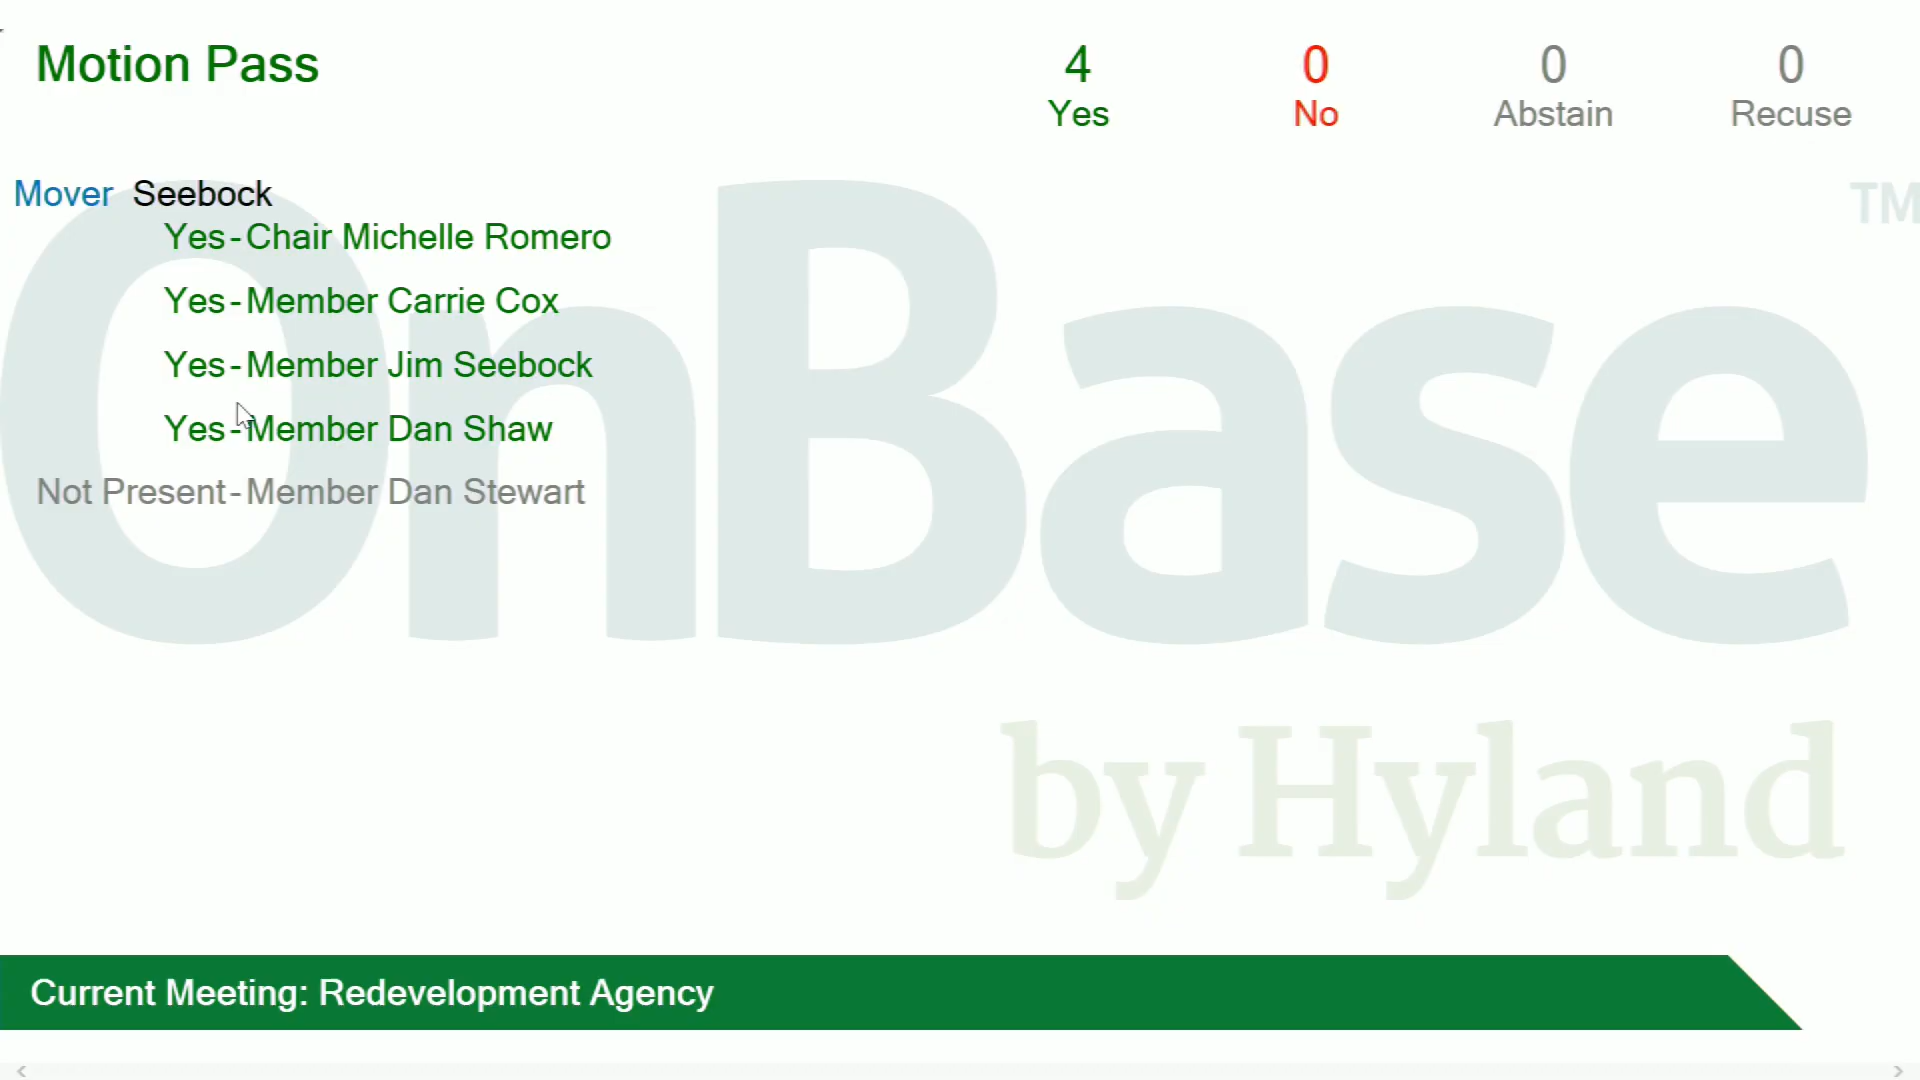 Motion Pass
4 0 0 0
Yes No Abstain Recuse
Mover Seebock
Yes - Chair Michelle Romero
Yes - Member Carrie Cox
Yes - Member Jim Seebock
Yes - Member Dan Shaw
Not Present - Member Dan Stewart
OnBase TM
by Hyland
Current Meeting: Redevelopment Agency